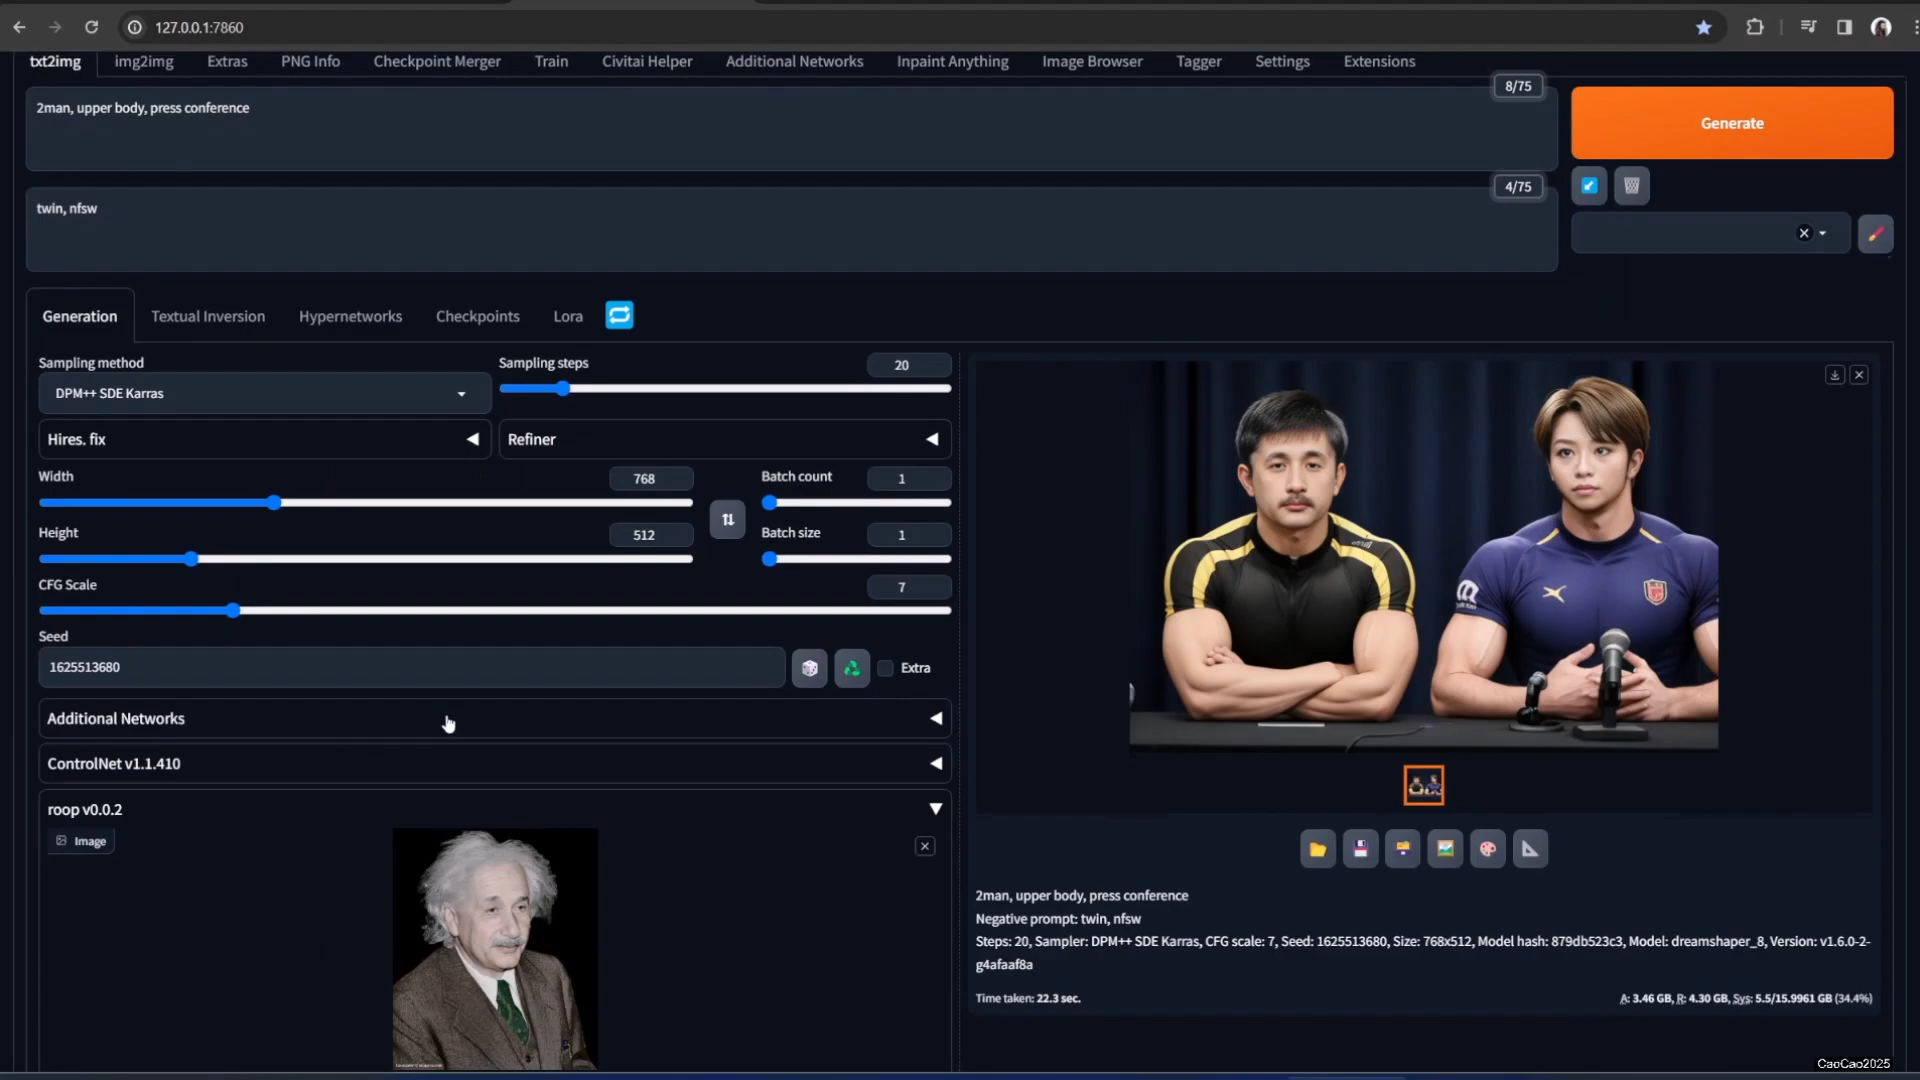 127.0.0.1:7860
txt2img img2img Extras PNG Info Checkpoint Merger Train Civitai Helper Additional Networks Inpaint Anything Image Browser Tagger Settings Extensions
8/75
2man, upper body, press conference
Generate
4/75
twin, nfsw
Generation Textual Inversion Hypernetworks Checkpoints Lora
Sampling method
DPM++ SDE Karras
Sampling steps
20
Hires. fix
Refiner
Width
768
Batch count
1
Height
512
Batch size
1
CFG Scale
7
Seed
1625513680
Extra
Additional Networks
ControlNet v1.1.410
roop v0.0.2
Image
2man, upper body, press conference
Negative prompt: twin, nfsw
Steps: 20, Sampler: DPM++ SDE Karras, CFG scale: 7, Seed: 1625513680, Size: 768x512, Model hash: 879db523c3, Model: dreamshaper_8, Version: v1.6.0-2-
g4afaaf8a
Time taken: 22.3 sec.
A: 3.46 GB, R: 4.30 GB, Sys: 5.5/15.9961 GB (34.4%)
CaoCao2025